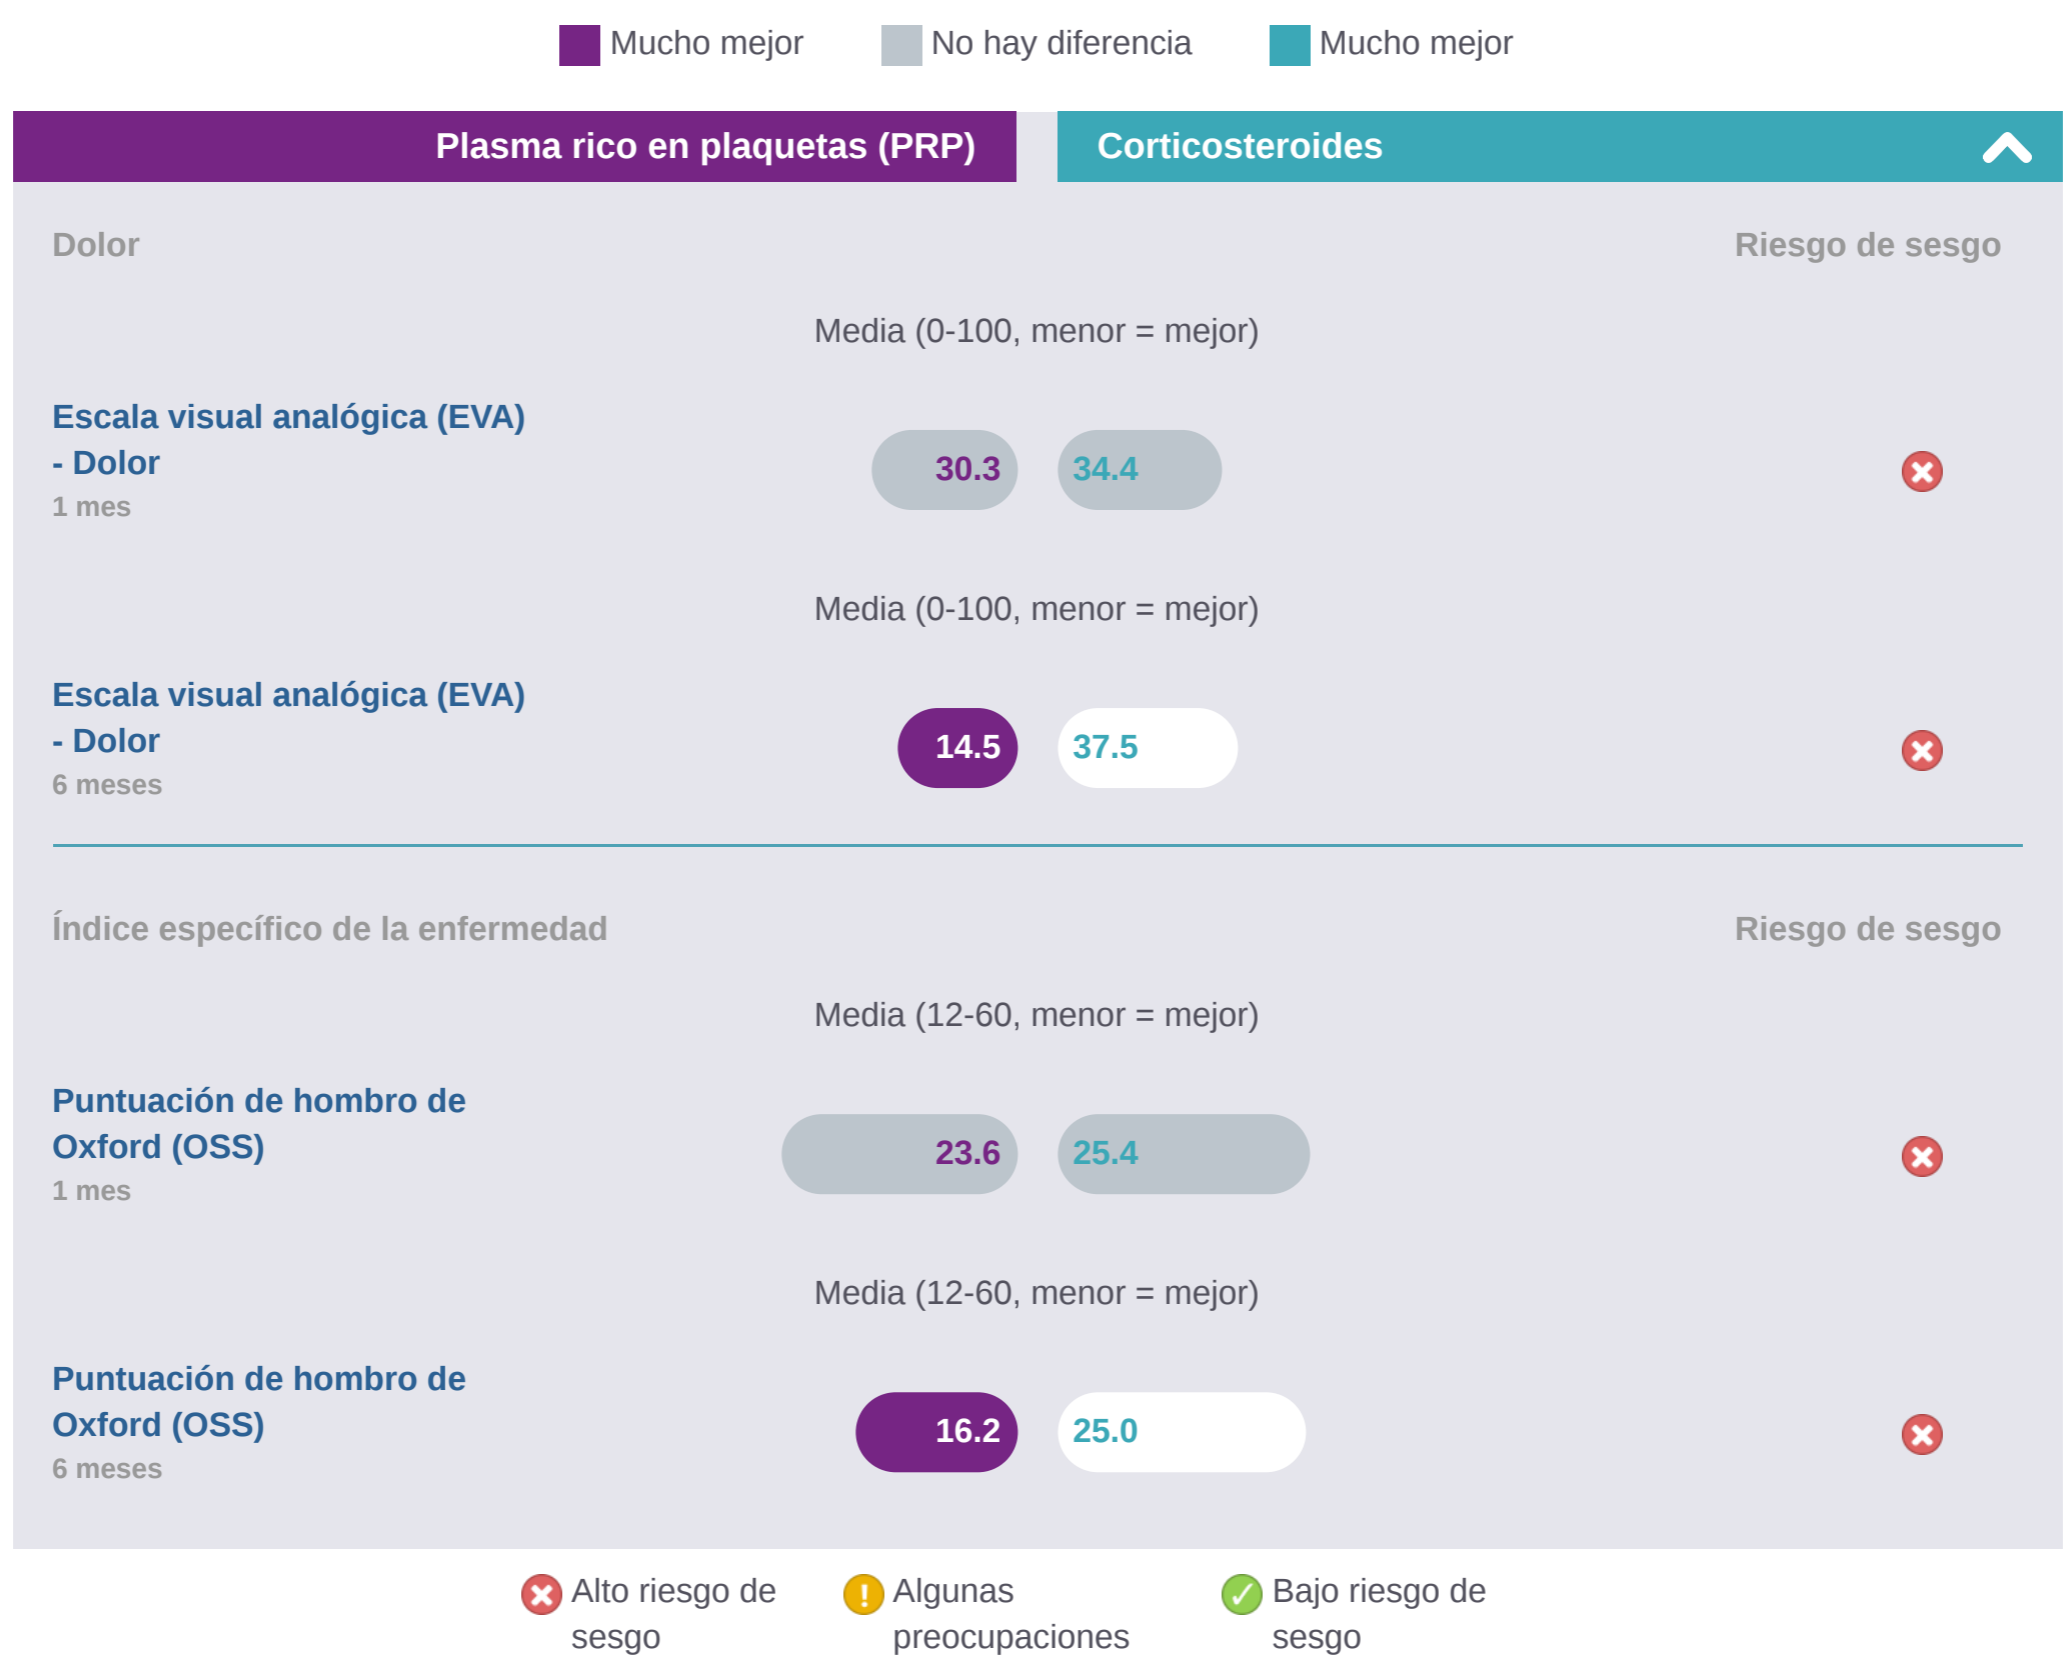 Mucho mejor No hay diferencia Mucho mejor
Plasma rico en plaquetas (PRP) Corticosteroides
Dolor Riesgo de sesgo
Media (0-100, menor = mejor)
Escala visual analógica (EVA)
- Dolor
1 mes
30.3 34.4
Media (0-100, menor = mejor)
Escala visual analógica (EVA)
- Dolor
6 meses
14.5 37.5
Índice específico de la enfermedad Riesgo de sesgo
Media (12-60, menor = mejor)
Puntuación de hombro de
Oxford (OSS)
1 mes
23.6 25.4
Media (12-60, menor = mejor)
Puntuación de hombro de
Oxford (OSS)
6 meses
16.2 25.0
Alto riesgo de
sesgo
Algunas
preocupaciones
Bajo riesgo de
sesgo